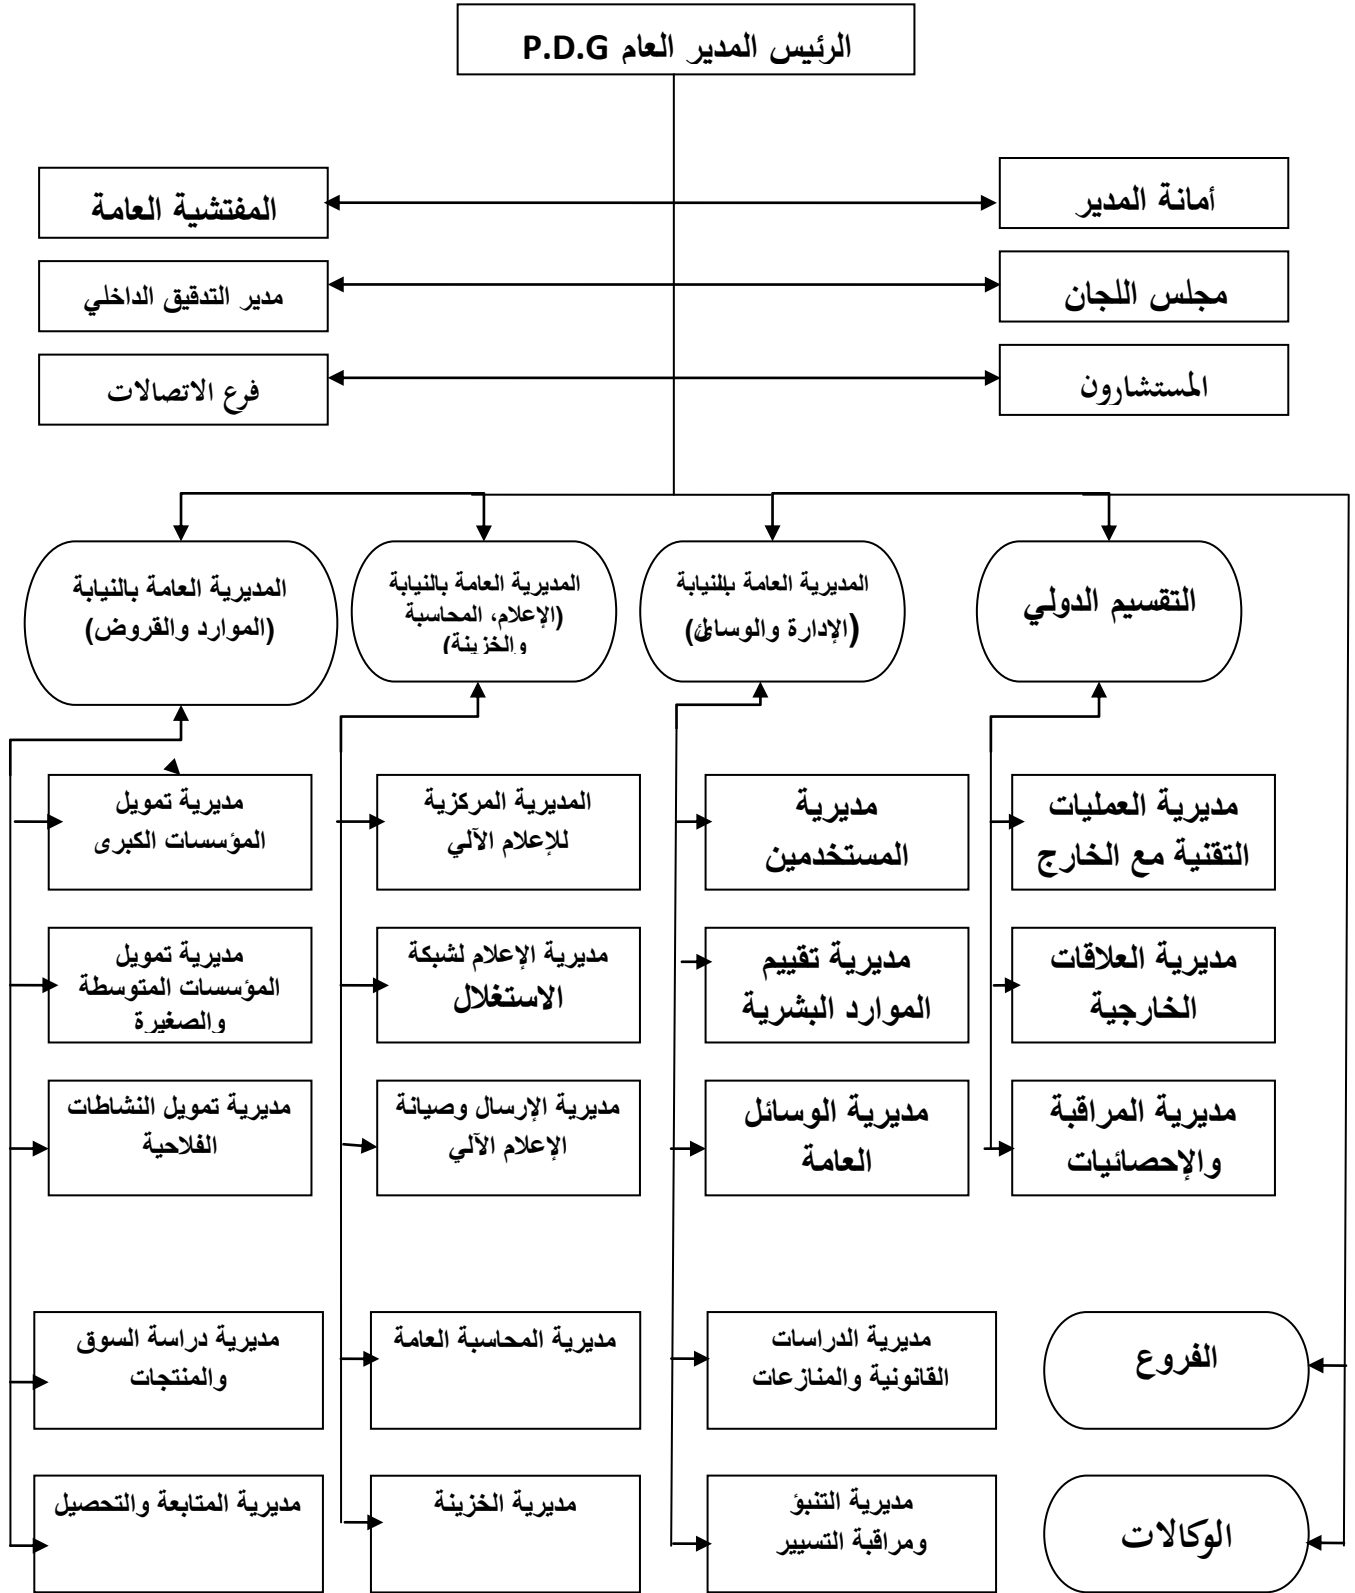 الرئيس المدير العام P.D.G
أمانة المدير
المفتشية العامة
مجلس اللجان
مدير التدقيق الداخلي
المستشارون
فرع الاتصالات
التقسيم الدولي
المديرية العامة بللنيابة
(الإدارة والوسائل)
المديرية العامة بالنيابة
(الإعلام، المحاسبة
والخزينة)
المديرية العامة بالنيابة
(الموارد والقروض)
مديرية العمليات
التقنية مع الخارج
مديرية
المستخدمين
المديرية المركزية
للإعلام الآلي
مديرية تمويل
المؤسسات الكبرى
مديرية العلاقات
الخارجية
مديرية تقييم
الموارد البشرية
مديرية الإعلام لشبكة
الاستغلال
مديرية تمويل
المؤسسات المتوسطة
والصغيرة
مديرية المراقبة
والإحصائيات
مديرية الوسائل
العامة
مديرية الإرسال وصيانة
الإعلام الآلي
مديرية تمويل النشاطات
الفلاحية
الفروع
مديرية الدراسات
القانونية والمنازعات
مديرية المحاسبة العامة
مديرية دراسة السوق
والمنتجات
الوكالات
مديرية التنبؤ
ومراقبة التسيير
مديرية الخزينة
مديرية المتابعة والتحصيل